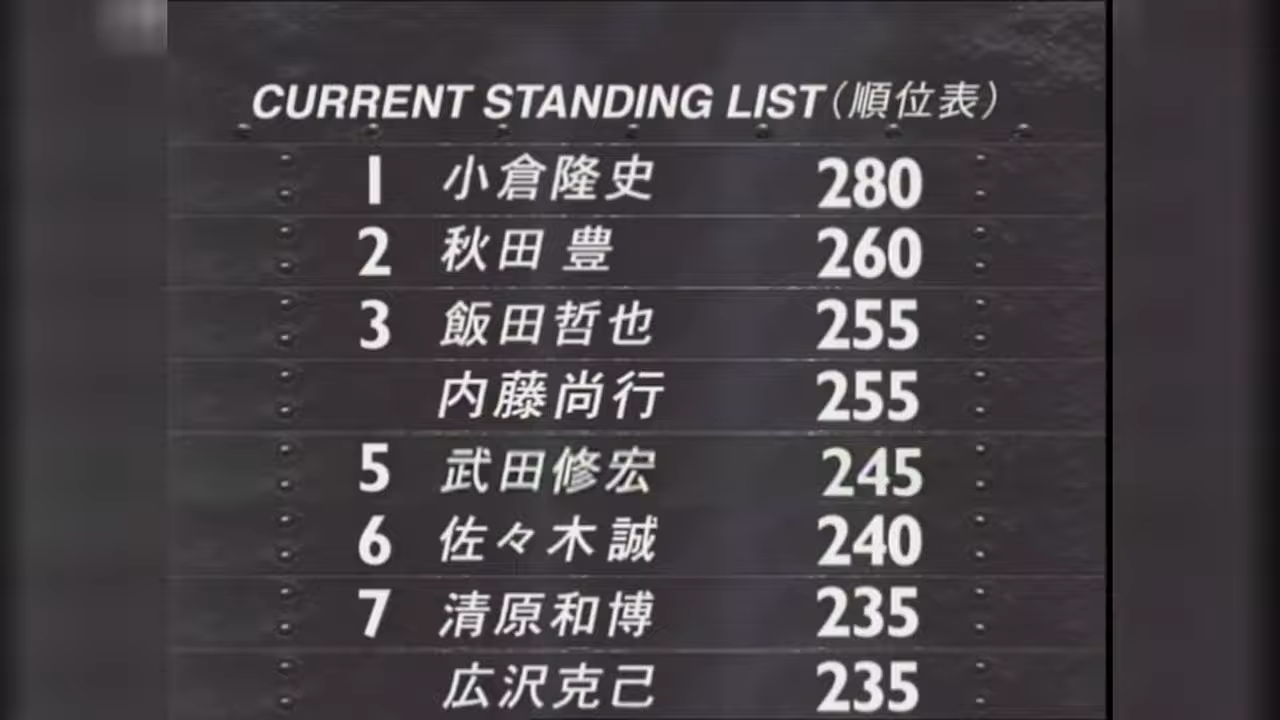 CURRENT STANDING LIST(順位表)
1 小倉隆史 280
2 秋田 豊 260
3 飯田哲也 255
内藤尚行 255
5 武田修宏 245
6 佐々木誠 240
7 清原和博 235
広沢克己 235